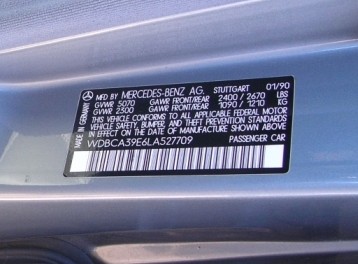 MADE IN GERMANY
MFD BY MERCEDES-BENZ AG. STUTTGART 01/90
GVWR 5070 GAWR FRONT/REAR 2400 / 2670 LBS
GVWR 2300 GAWR FRONT/REAR 1090 / 1210 KG
THIS VEHICLE CONFORMS TO ALL APPLICABLE U.S. FEDERAL
MOTOR VEHICLE SAFETY, BUMPER, AND THEFT PREVENTION STANDARDS
IN EFFECT ON THE DATE OF MANUFACTURE SHOWN ABOVE.
WDBCA39E6LA527709 PASSENGER CAR